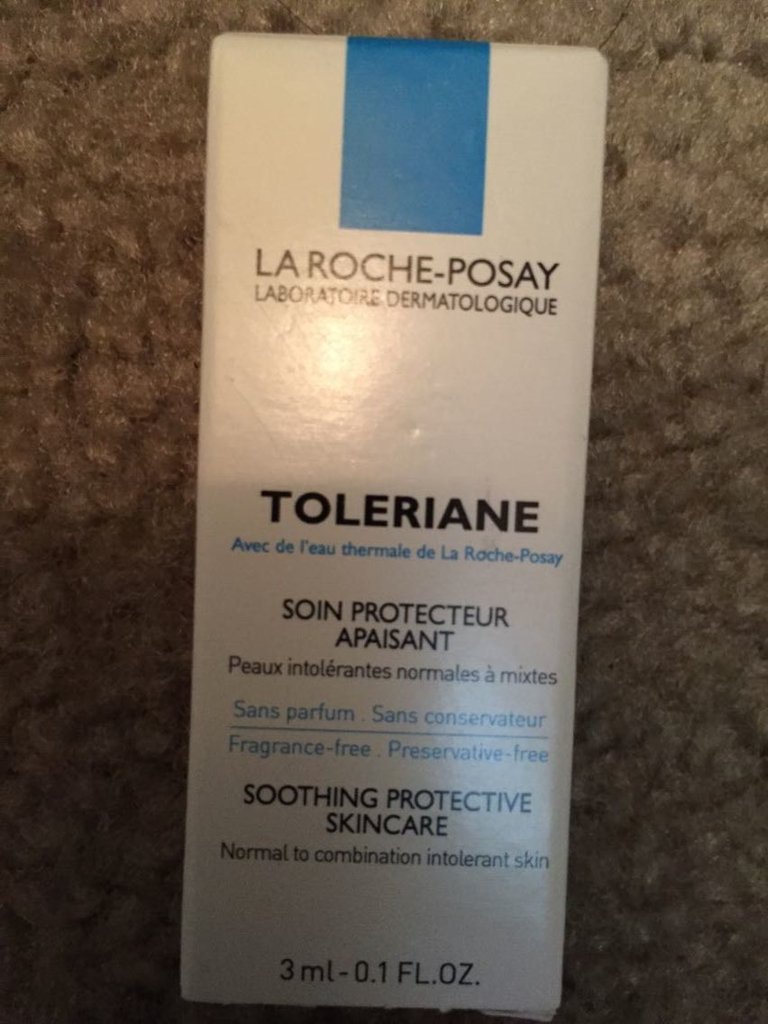 LA ROCHE-POSAY
LABORATOIRE DERMATOLOGIQUE
TOLERIANE
Avec de l'eau thermale de La Roche-Posay
SOIN PROTECTEUR
APAISANT
Peaux intolérantes normales à mixtes
Sans parfum . Sans conservateur
Fragrance-free . Preservative-free
SOOTHING PROTECTIVE
SKINCARE
Normal to combination intolerant skin
3 ml - 0.1 FL.OZ.